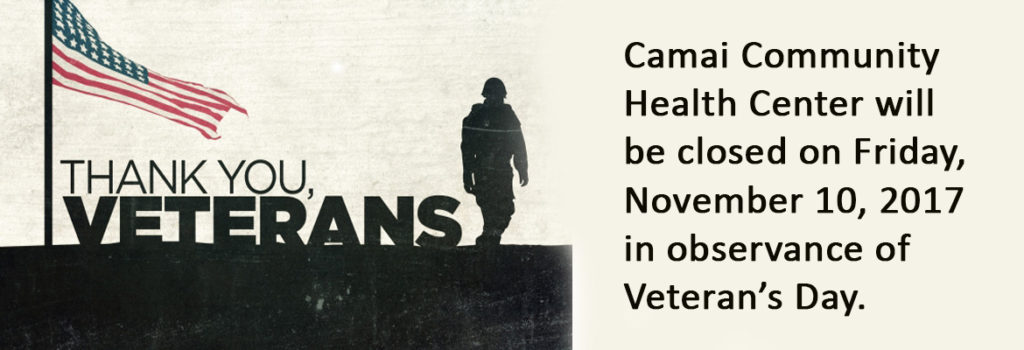 THANK YOU,
VETERANS
Camai Community
Health Center will
be closed on Friday,
November 10, 2017
in observance of
Veteran’s Day.